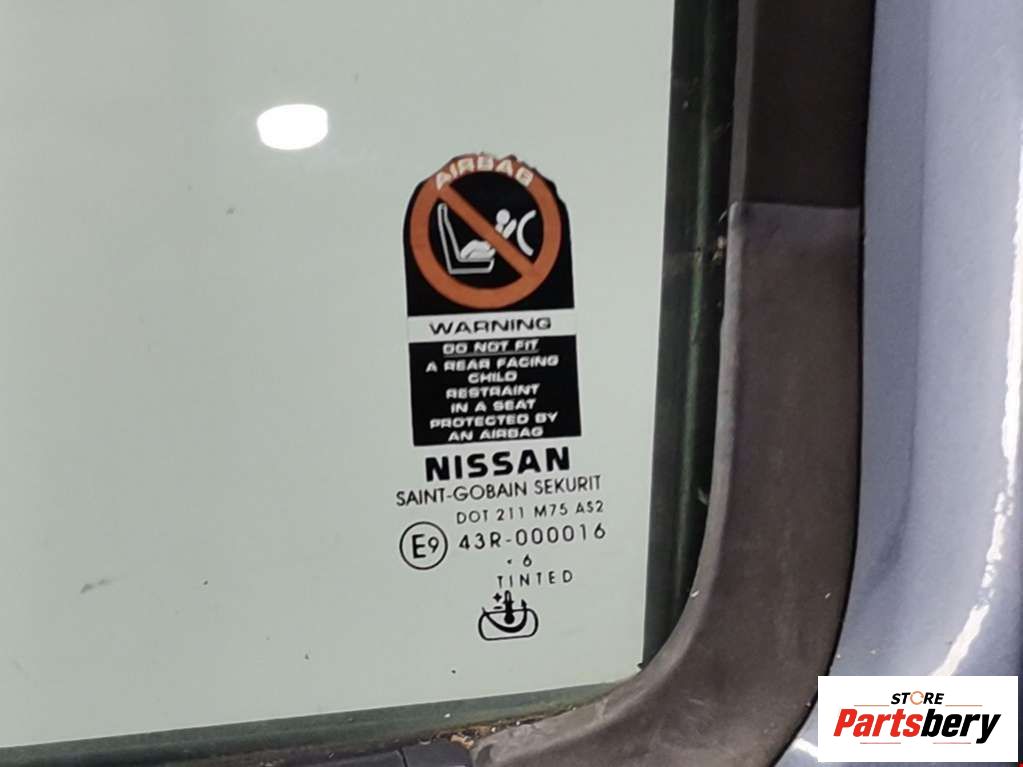 AIRBAG
WARNING
DO NOT FIT
A REAR FACING
CHILD
RESTRAINT
IN A SEAT
PROTECTED BY
AN AIRBAG
NISSAN
SAINT-GOBAIN SEKURIT
DOT 211 M75 AS2
E9 43R-000016
· 6
TINTED
+
-
STORE
Partsbery